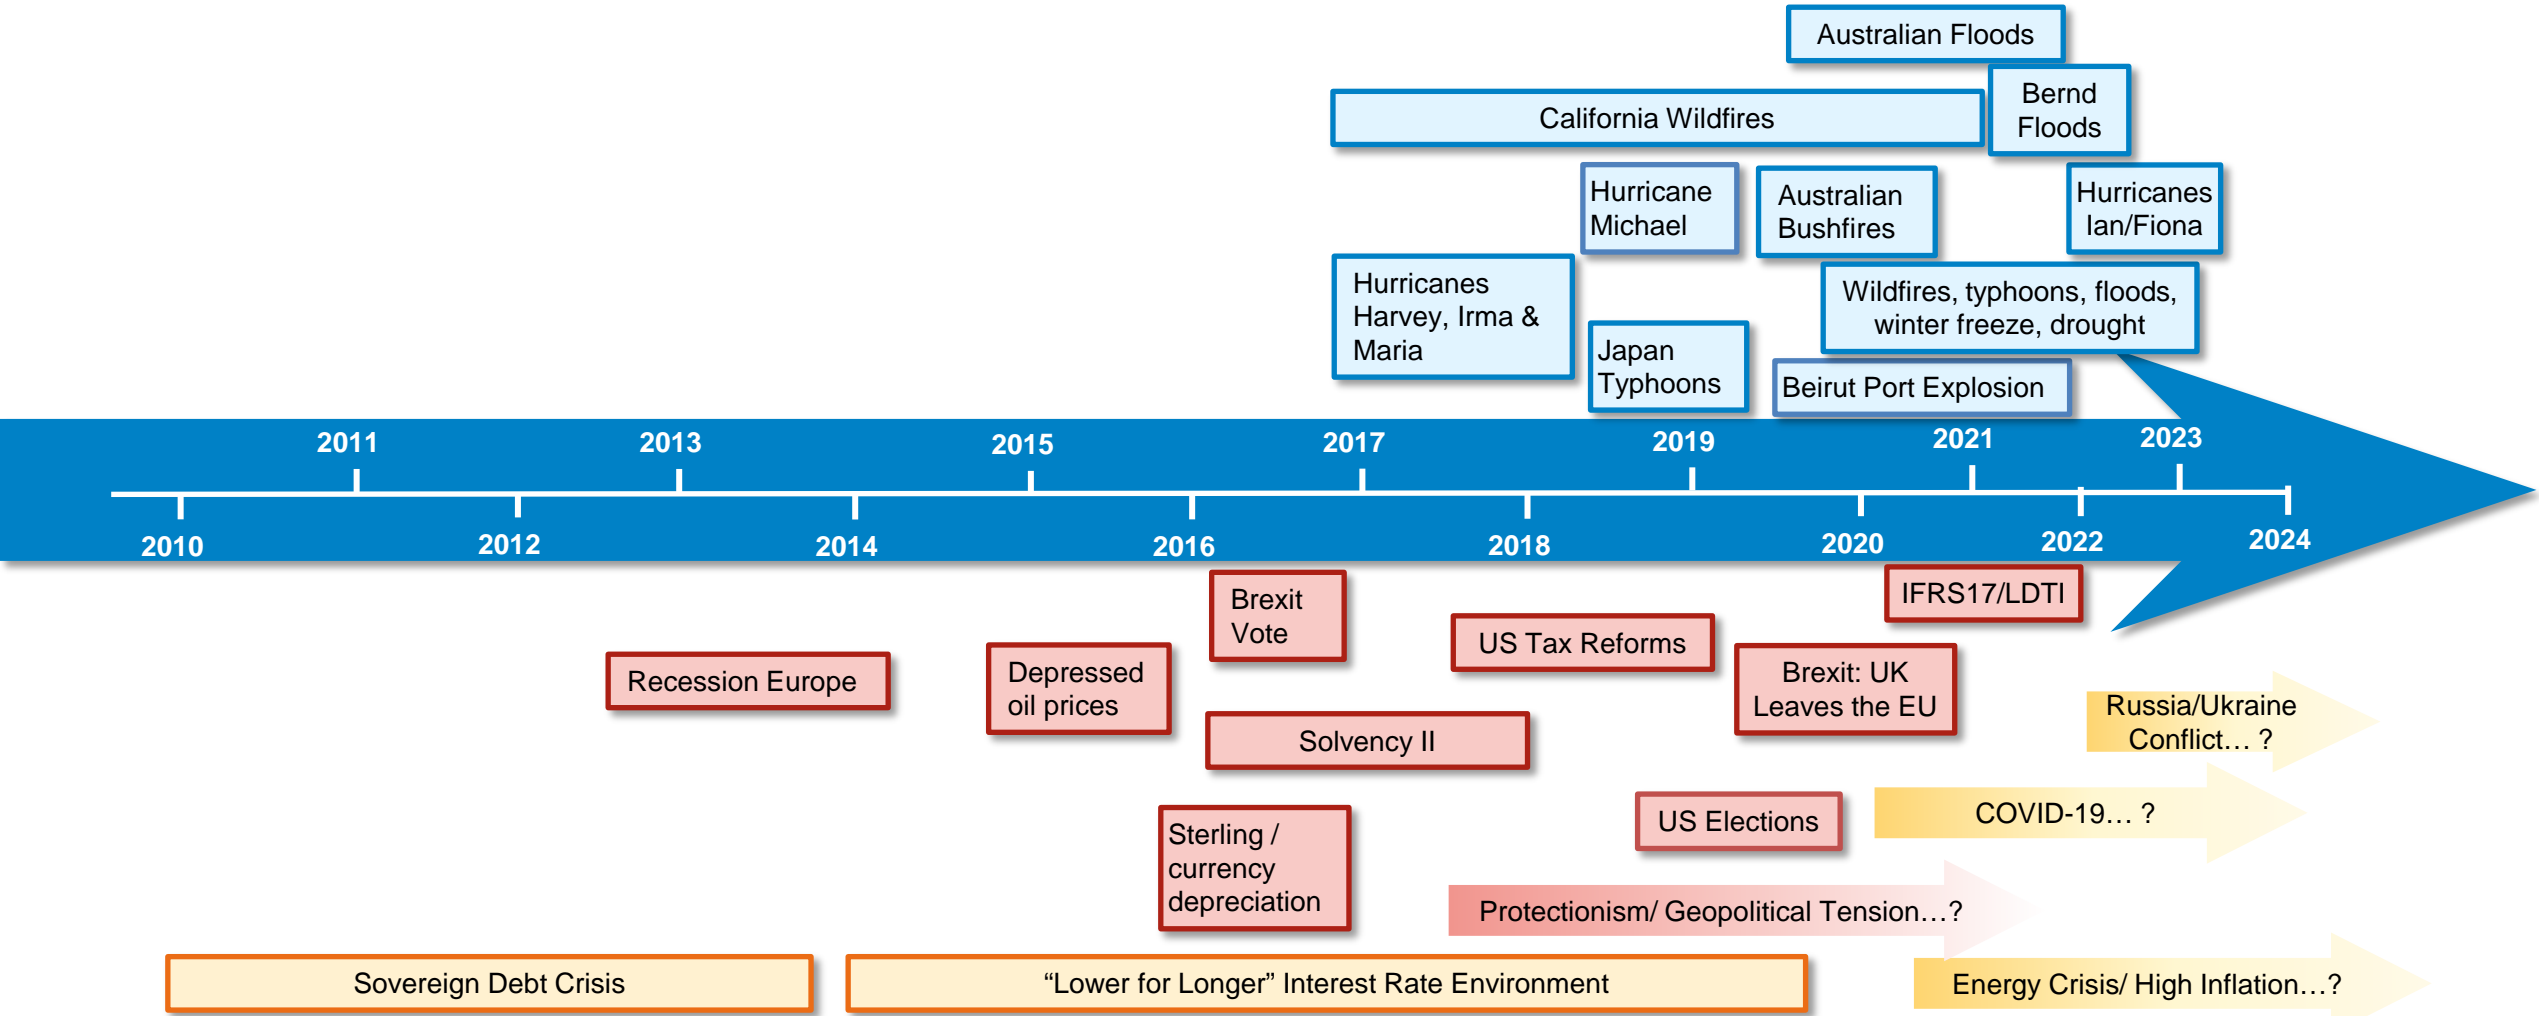 Australian Floods
Bernd
Floods
California Wildfires
Hurricane
Michael
Australian
Bushfires
Hurricanes
Ian/Fiona
Hurricanes
Harvey, Irma &
Maria
Wildfires, typhoons, floods,
winter freeze, drought
Japan
Typhoons
Beirut Port Explosion
2011
2013
2015
2017
2019
2021
2023
2010
2012
2014
2016
2018
2020
2022
2024
Brexit
Vote
IFRS17/LDTI
US Tax Reforms
Recession Europe
Depressed
oil prices
Brexit: UK
Leaves the EU
Russia/Ukraine
Conflict… ?
Solvency II
COVID-19… ?
US Elections
Sterling /
currency
depreciation
Protectionism/ Geopolitical Tension…?
Sovereign Debt Crisis
“Lower for Longer” Interest Rate Environment
Energy Crisis/ High Inflation…?